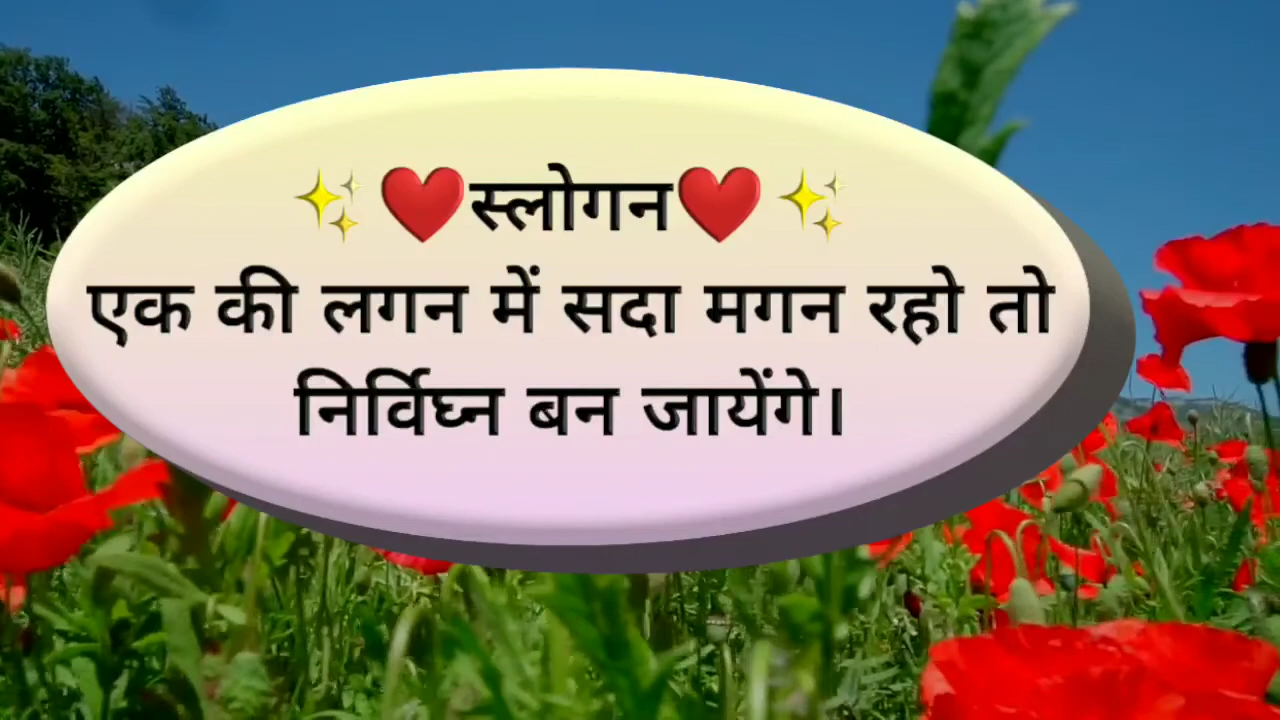 ✨ ❤️स्लोगन❤️ ✨
एक की लगन में सदा मगन रहो तो
निर्विघ्न बन जायेंगे।